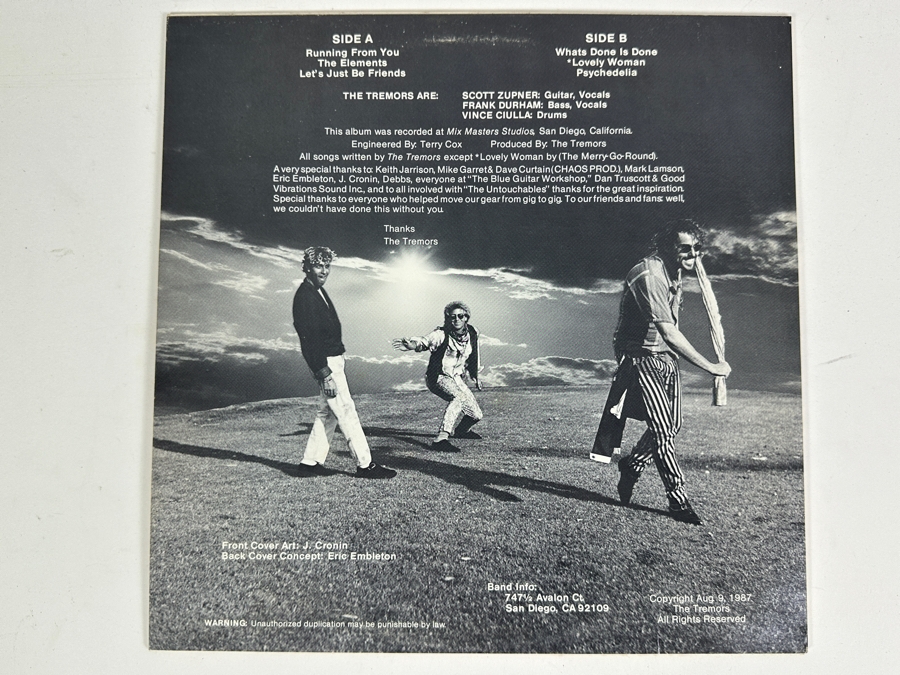 SIDE A
Running From You
The Elements
Let's Just Be Friends
SIDE B
Whats Done Is Done
*Lovely Woman
Psychedelia
THE TREMORS ARE: SCOTT ZUPNER: Guitar, Vocals
FRANK DURHAM: Bass, Vocals
VINCE CIULLA: Drums
This album was recorded at Mix Masters Studios, San Diego, California.
Engineered By: Terry Cox Produced By: The Tremors
All songs written by The Tremors except *Lovely Woman by (The Merry-Go-Round).
A very special thanks to: Keith Jarrison, Mike Garret & Dave Curtain (CHAOS PROD.), Mark Lamson,
Eric Embleton, J. Cronin, Debbs, everyone at "The Blue Guitar Workshop," Dan Truscott & Good
Vibrations Sound Inc., and to all involved with "The Untouchables" thanks for the great inspiration.
Special thanks to everyone who helped move our gear from gig to gig. To our friends and fans: well,
we couldn't have done this without you.
Thanks
The Tremors
Front Cover Art: J. Cronin
Back Cover Concept: Eric Embleton
Band Info:
747½ Avalon Ct.
San Diego, CA 92109
Copyright Aug. 9, 1987
The Tremors
All Rights Reserved
WARNING: Unauthorized duplication may be punishable by law.